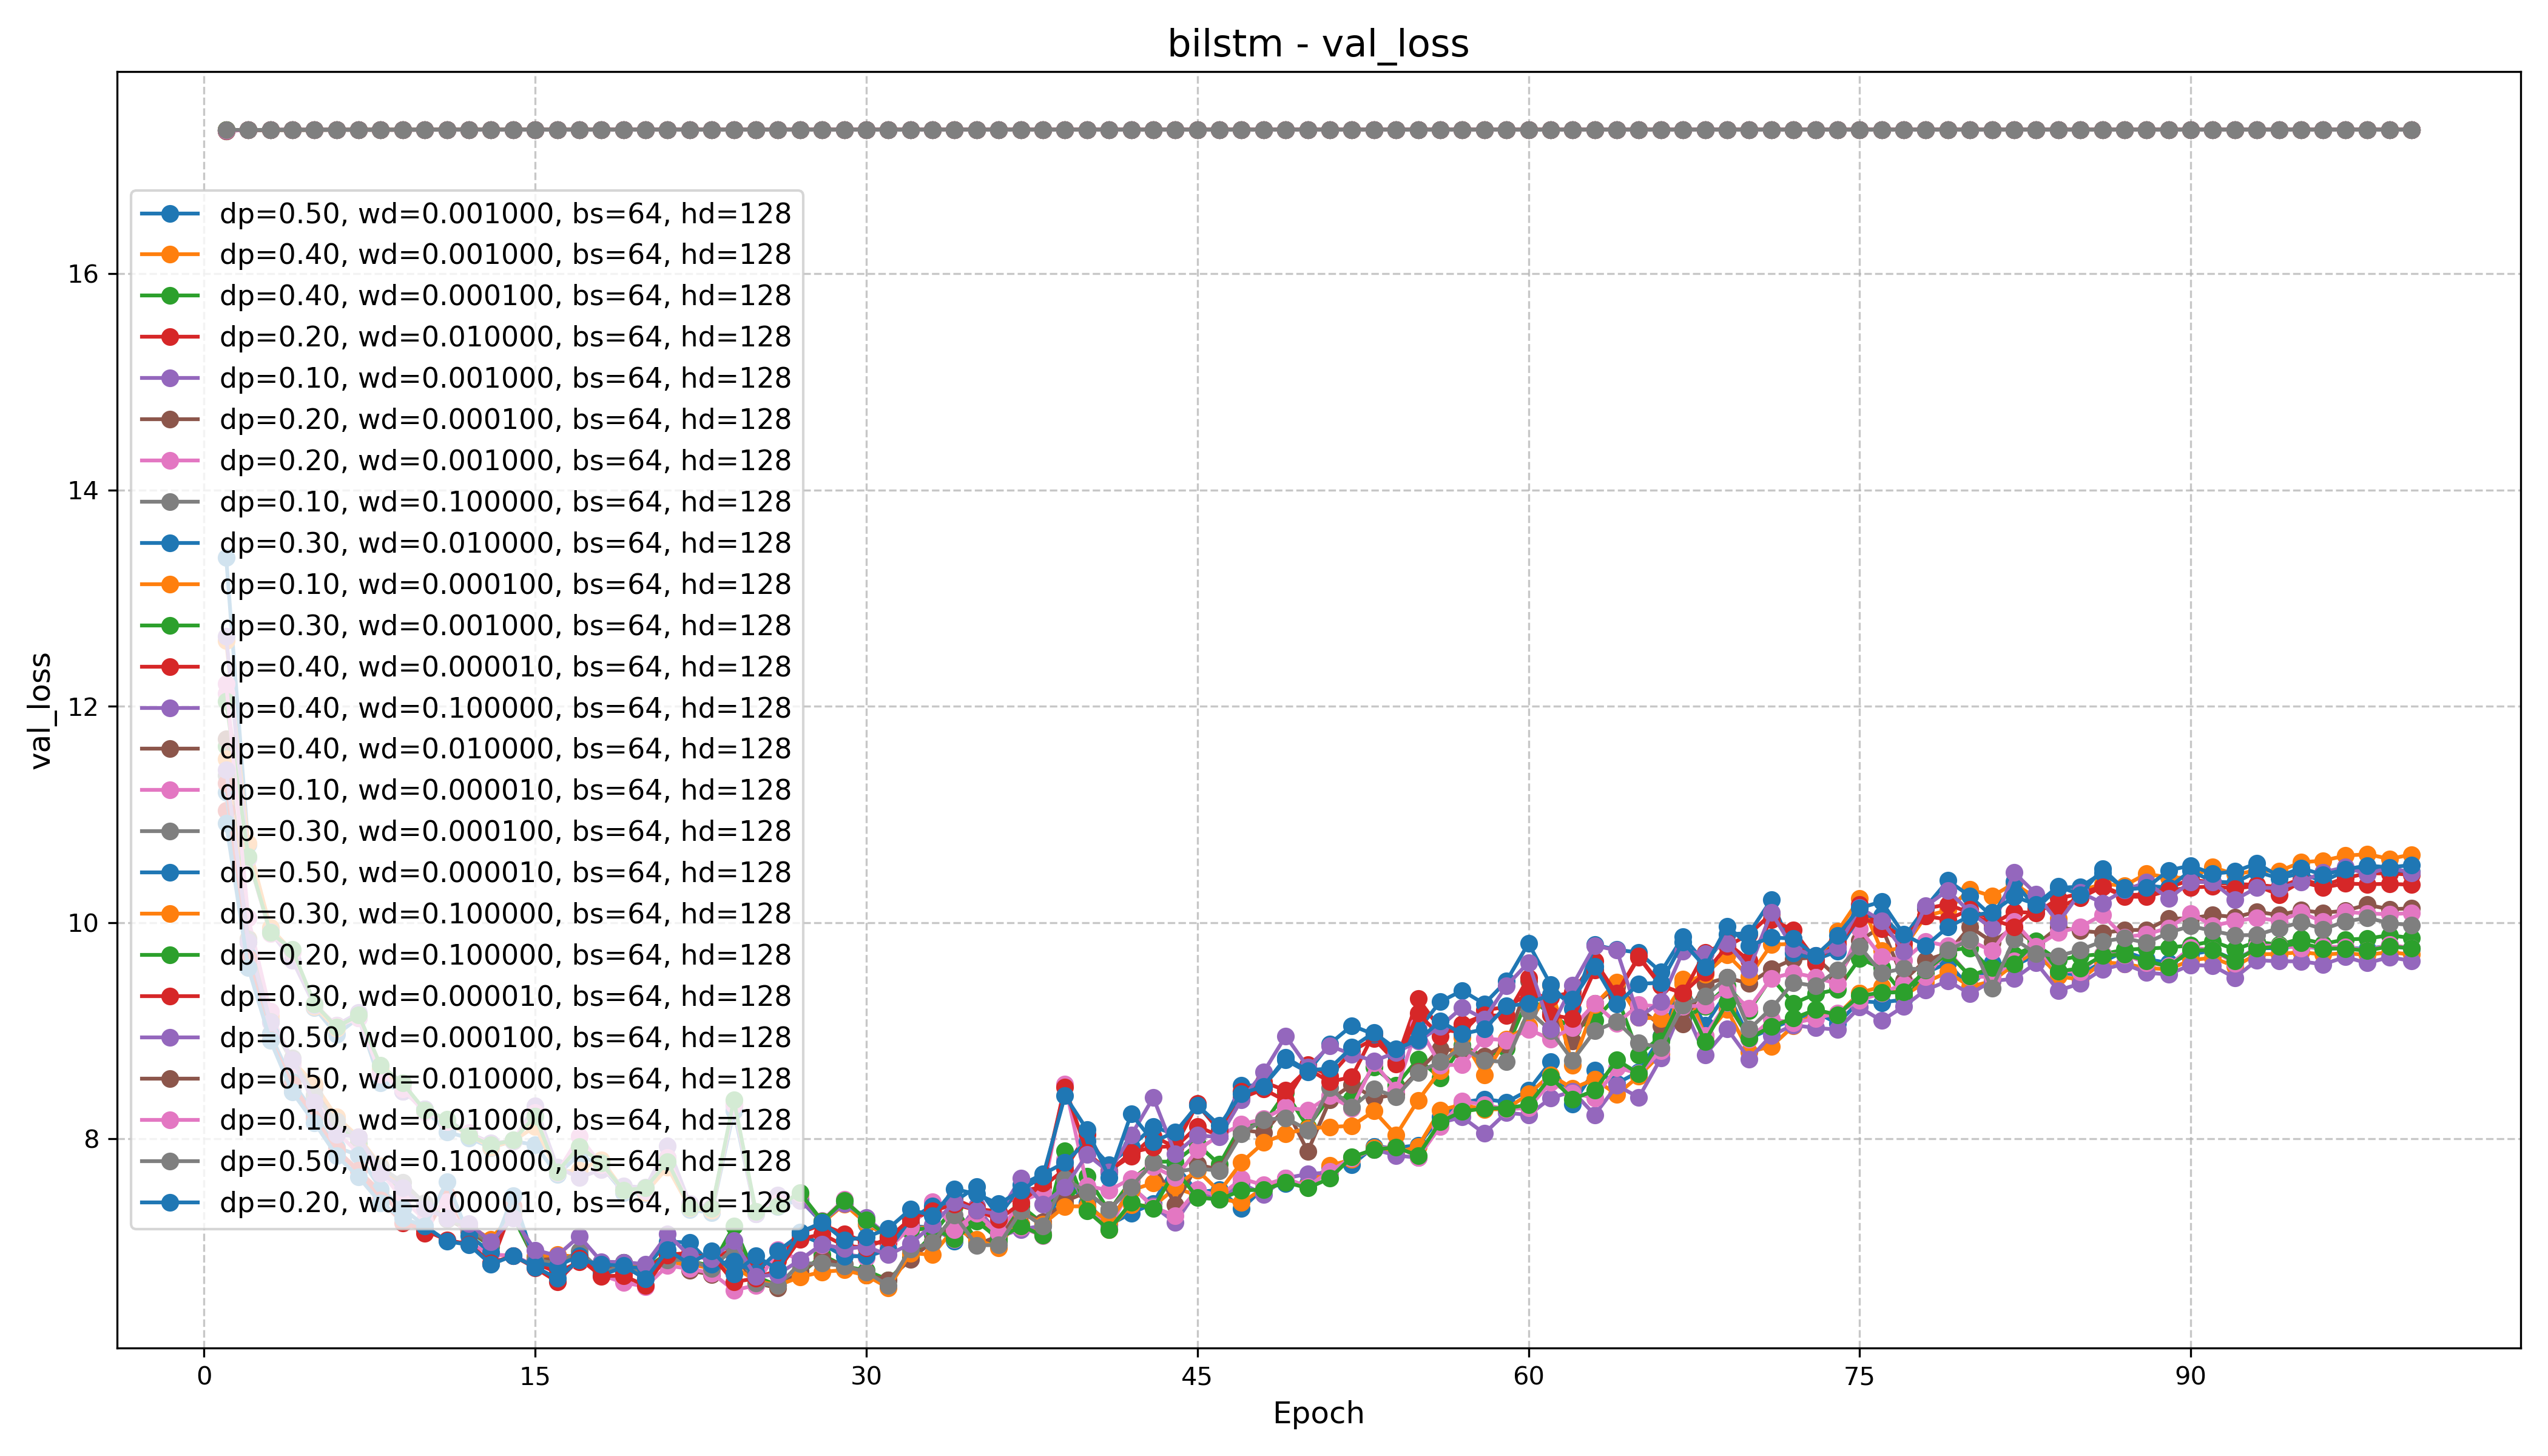 bilstm - val_loss
val_loss
16
14
12
10
8
dp=0.50, wd=0.001000, bs=64, hd=128
dp=0.40, wd=0.001000, bs=64, hd=128
dp=0.40, wd=0.000100, bs=64, hd=128
dp=0.20, wd=0.010000, bs=64, hd=128
dp=0.10, wd=0.001000, bs=64, hd=128
dp=0.20, wd=0.000100, bs=64, hd=128
dp=0.20, wd=0.001000, bs=64, hd=128
dp=0.10, wd=0.100000, bs=64, hd=128
dp=0.30, wd=0.010000, bs=64, hd=128
dp=0.10, wd=0.000100, bs=64, hd=128
dp=0.30, wd=0.001000, bs=64, hd=128
dp=0.40, wd=0.000010, bs=64, hd=128
dp=0.40, wd=0.100000, bs=64, hd=128
dp=0.40, wd=0.010000, bs=64, hd=128
dp=0.10, wd=0.000010, bs=64, hd=128
dp=0.30, wd=0.000100, bs=64, hd=128
dp=0.50, wd=0.000010, bs=64, hd=128
dp=0.30, wd=0.100000, bs=64, hd=128
dp=0.20, wd=0.100000, bs=64, hd=128
dp=0.30, wd=0.000010, bs=64, hd=128
dp=0.50, wd=0.000100, bs=64, hd=128
dp=0.50, wd=0.010000, bs=64, hd=128
dp=0.10, wd=0.010000, bs=64, hd=128
dp=0.50, wd=0.100000, bs=64, hd=128
dp=0.20, wd=0.000010, bs=64, hd=128
0 15 30 45 60 75 90
Epoch